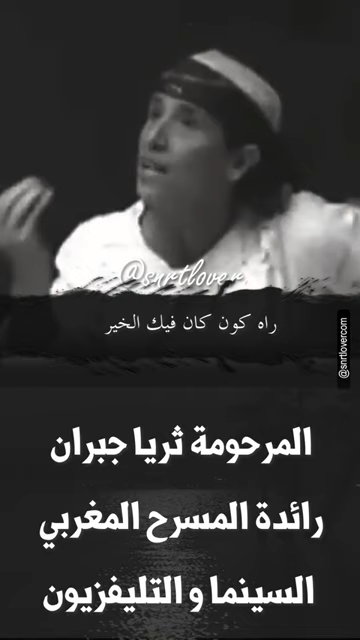 @snrtlover
راه كون كان فيك الخير
@snrtlovercom
المرحومة ثريا جبران
رائدة المسرح المغربي
السينما و التليفزيون